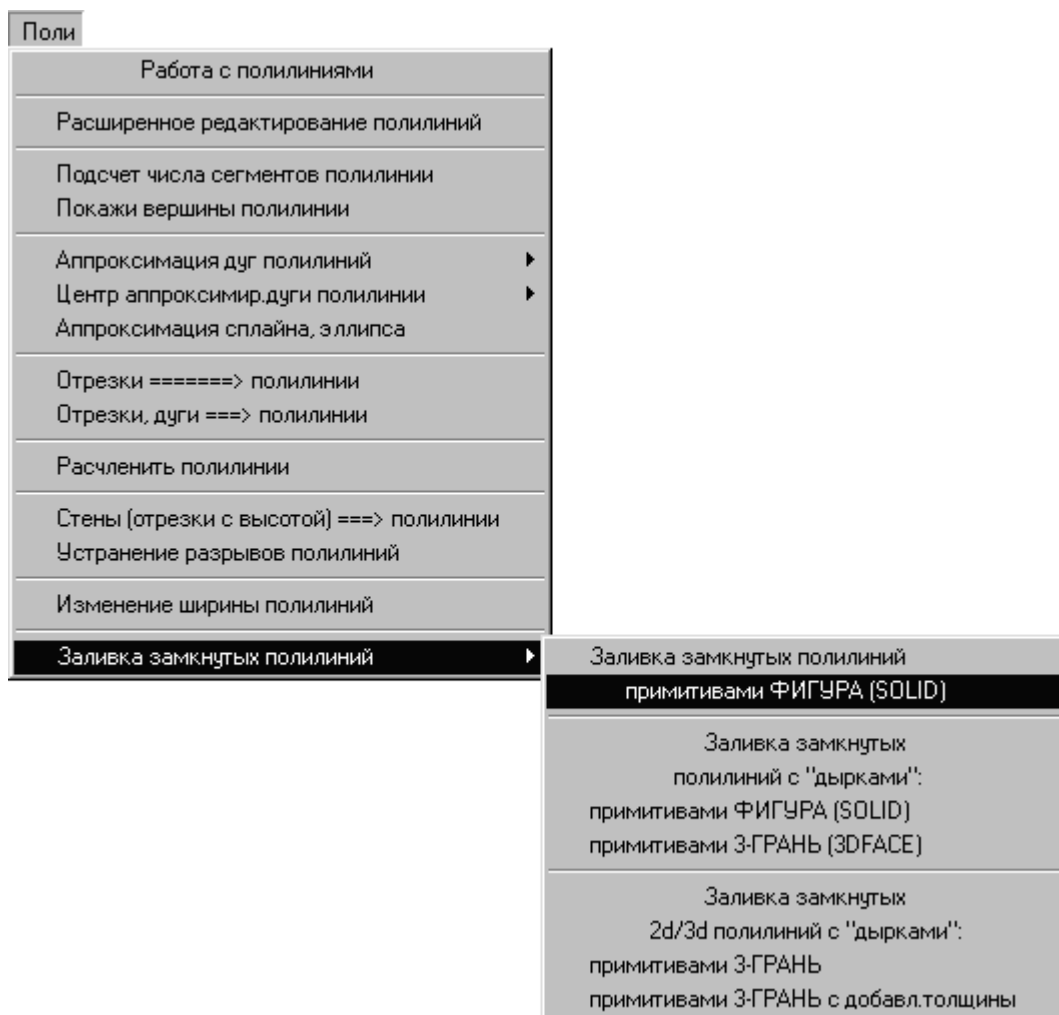 Поли
Работа с полилиниями
Расширенное редактирование полилиний
Подсчет числа сегментов полилинии
Покажи вершины полилинии
Аппроксимация дуг полилиний
Центр аппроксимир.дуги полилинии
Аппроксимация сплайна, эллипса
Отрезки =======> полилинии
Отрезки, дуги ===> полилинии
Расчленить полилинии
Стены (отрезки с высотой) ===> полилинии
Устранение разрывов полилиний
Изменение ширины полилиний
Заливка замкнутых полилиний
Заливка замкнутых полилиний
примитивами ФИГУРА (SOLID)
Заливка замкнутых
полилиний с "дырками":
примитивами ФИГУРА (SOLID)
примитивами 3-ГРАНЬ (3DFACE)
Заливка замкнутых
2d/3d полилиний с "дырками":
примитивами 3-ГРАНЬ
примитивами 3-ГРАНЬ с добавл.толщины